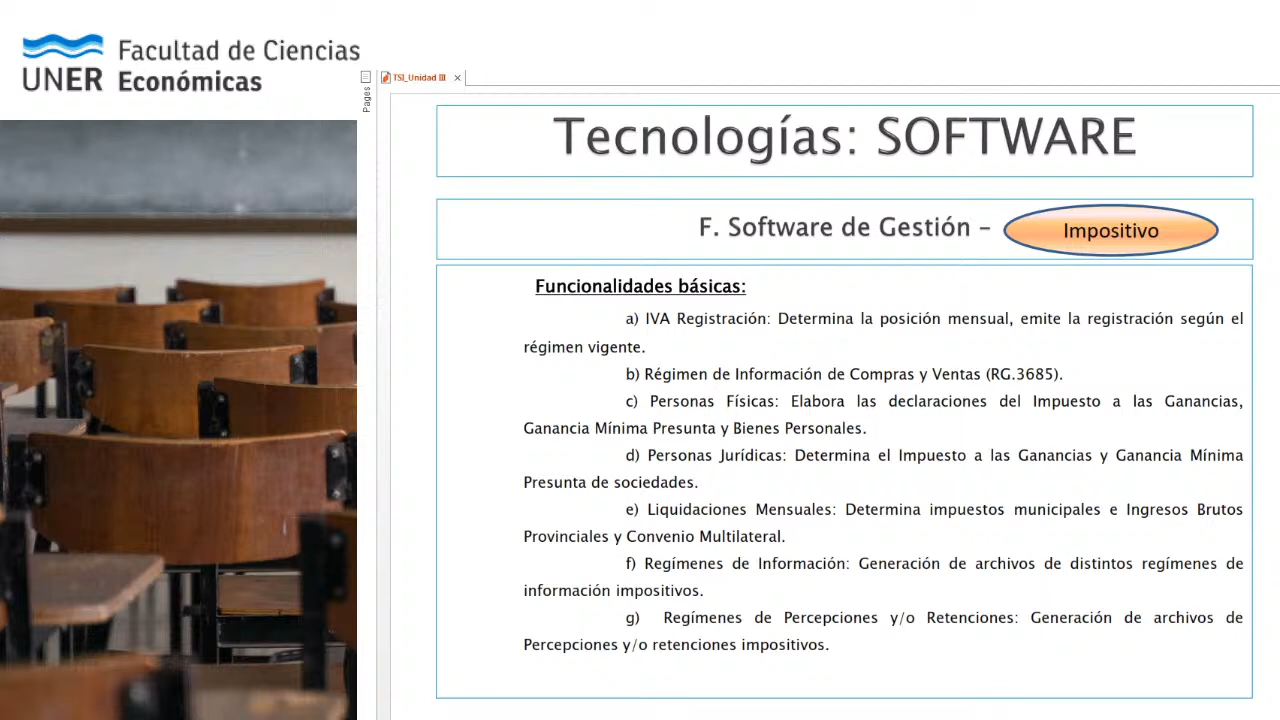 UNER
Facultad de Ciencias
Económicas
Pages
TSI_Unidad III
Tecnologías: SOFTWARE
F. Software de Gestión – Impositivo
Funcionalidades básicas:
a) IVA Registración: Determina la posición mensual, emite la registración según el
régimen vigente.
b) Régimen de Información de Compras y Ventas (RG.3685).
c) Personas Físicas: Elabora las declaraciones del Impuesto a las Ganancias,
Ganancia Mínima Presunta y Bienes Personales.
d) Personas Jurídicas: Determina el Impuesto a las Ganancias y Ganancia Mínima
Presunta de sociedades.
e) Liquidaciones Mensuales: Determina impuestos municipales e Ingresos Brutos
Provinciales y Convenio Multilateral.
f) Regímenes de Información: Generación de archivos de distintos regímenes de
información impositivos.
g) Regímenes de Percepciones y/o Retenciones: Generación de archivos de
Percepciones y/o retenciones impositivos.